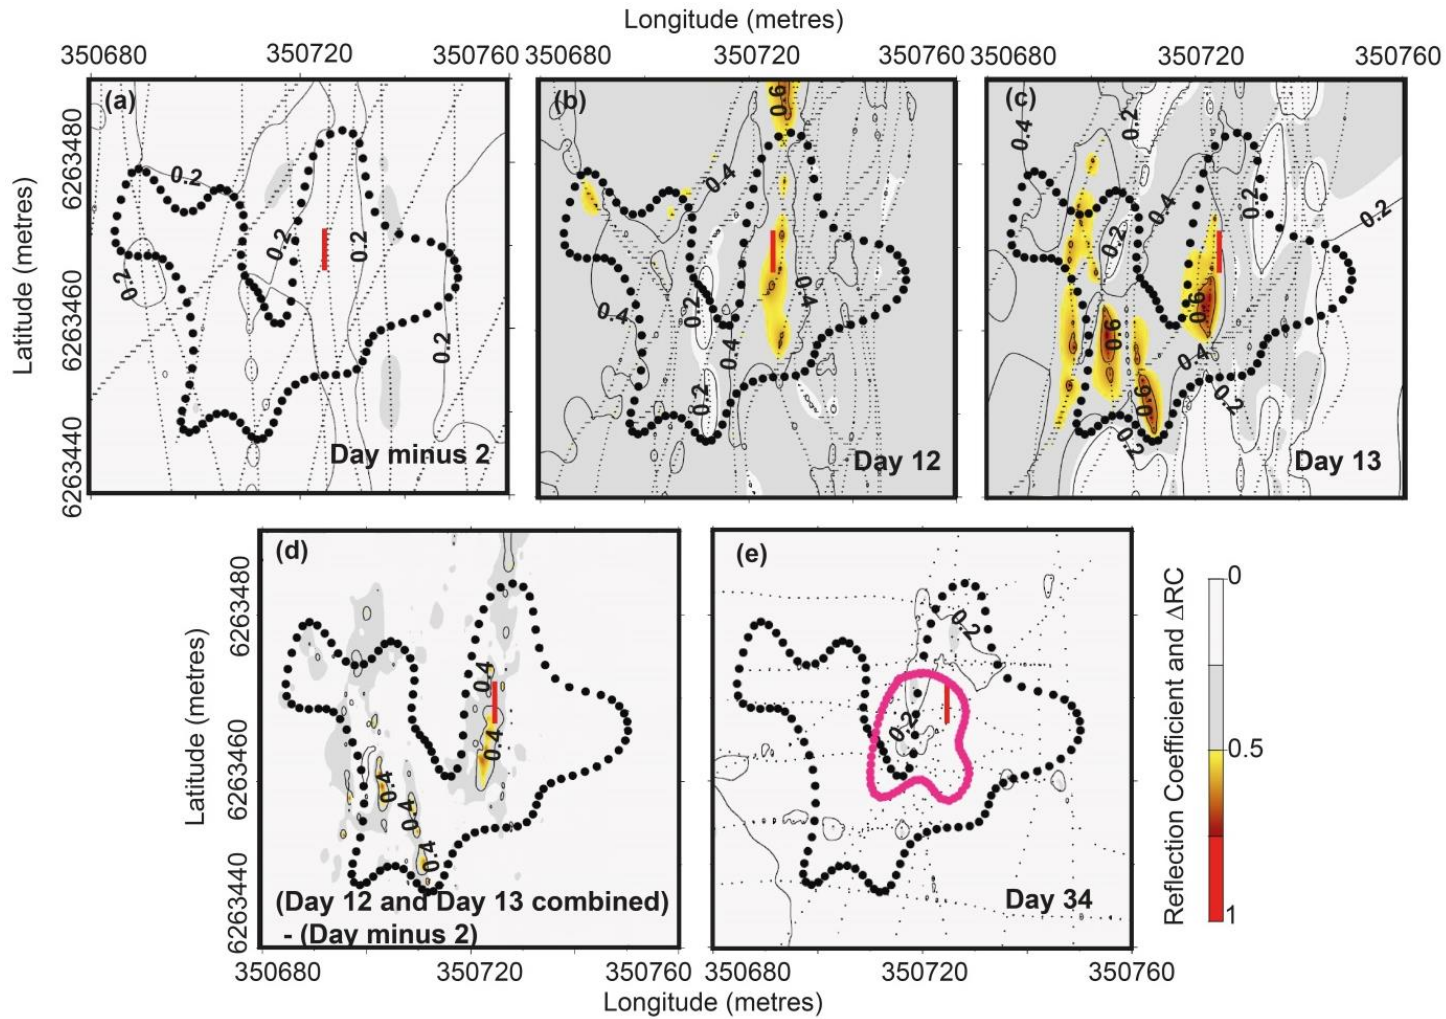 Longitude (metres)
350680 350720 350760 350680 350720 350760 350680 350720 350760
Latitude (metres)
6263480
6263460
6263440
(a)
0.2
0.2
0.2
0.2
0.2
Day minus 2
(b)
0.6
0.4
0.4
0.4
0.2
0.4
0.2
Day 12
(c)
0.4
0.2
0.4
0.2
0.2
0.2
0.6
0.6
0.4
0.6
0.2
0.2
Day 13
Latitude (metres)
6263480
6263460
6263440
(d)
0.4
0.4
0.4
0.4
0.4
(Day 12 and Day 13 combined)
- (Day minus 2)
(e)
0.2
0.2
Day 34
Reflection Coefficient and ΔRC
0
0.5
1
350680 350720 350760 350680 350720 350760
Longitude (metres)